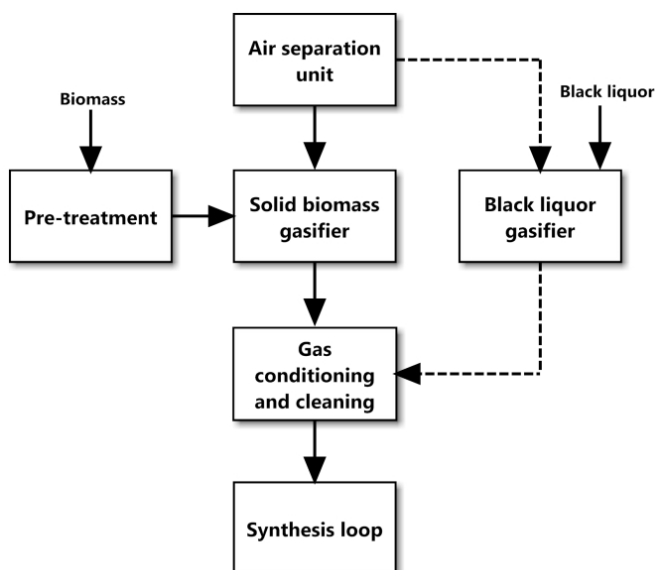 Air separation
unit
Biomass
Black liquor
Pre-treatment
Solid biomass
gasifier
Black liquor
gasifier
Gas
conditioning
and cleaning
Synthesis loop